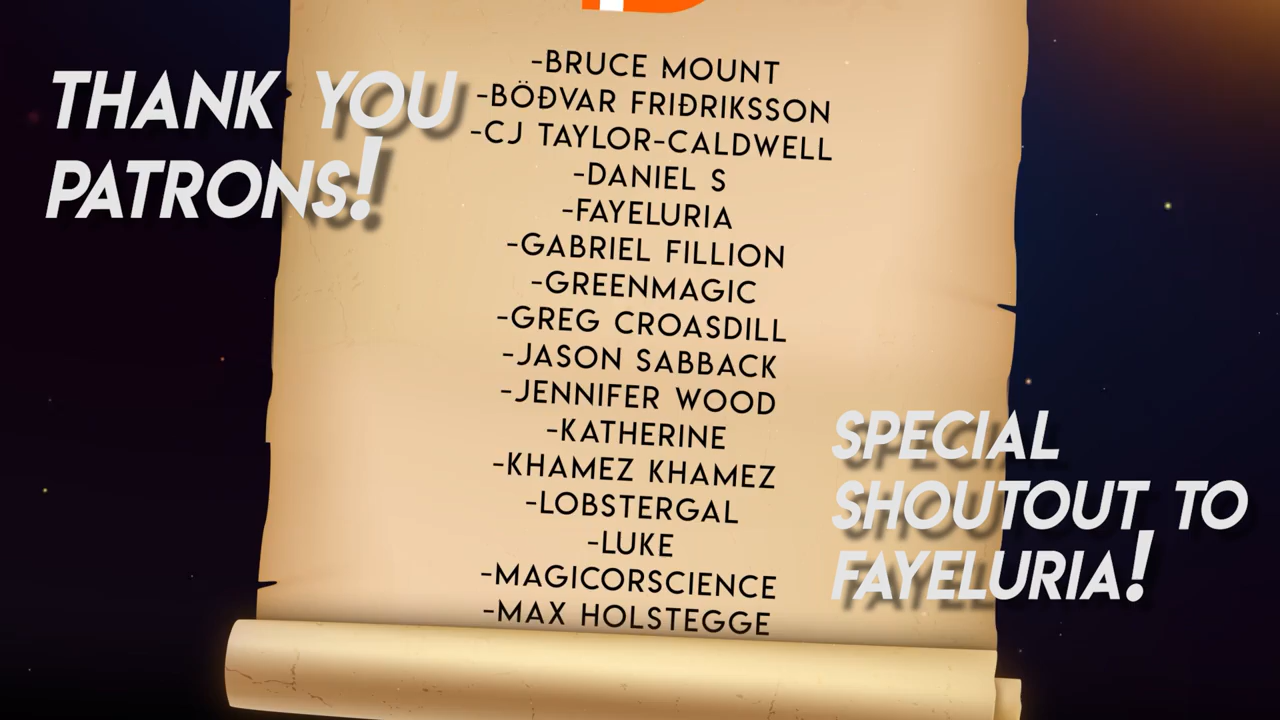 THANK YOU
PATRONS!
-BRUCE MOUNT
-BÖÐVAR FRIÐRIKSSON
-CJ TAYLOR-CALDWELL
-DANIEL S
-FAYELURIA
-GABRIEL FILLION
-GREENMAGIC
-GREG CROASDILL
-JASON SABBACK
-JENNIFER WOOD
-KATHERINE
-KHAMEZ KHAMEZ
-LOBSTERGAL
-LUKE
-MAGICORSCIENCE
-MAX HOLSTEGGE
SPECIAL
SHOUTOUT TO
FAYELURIA!